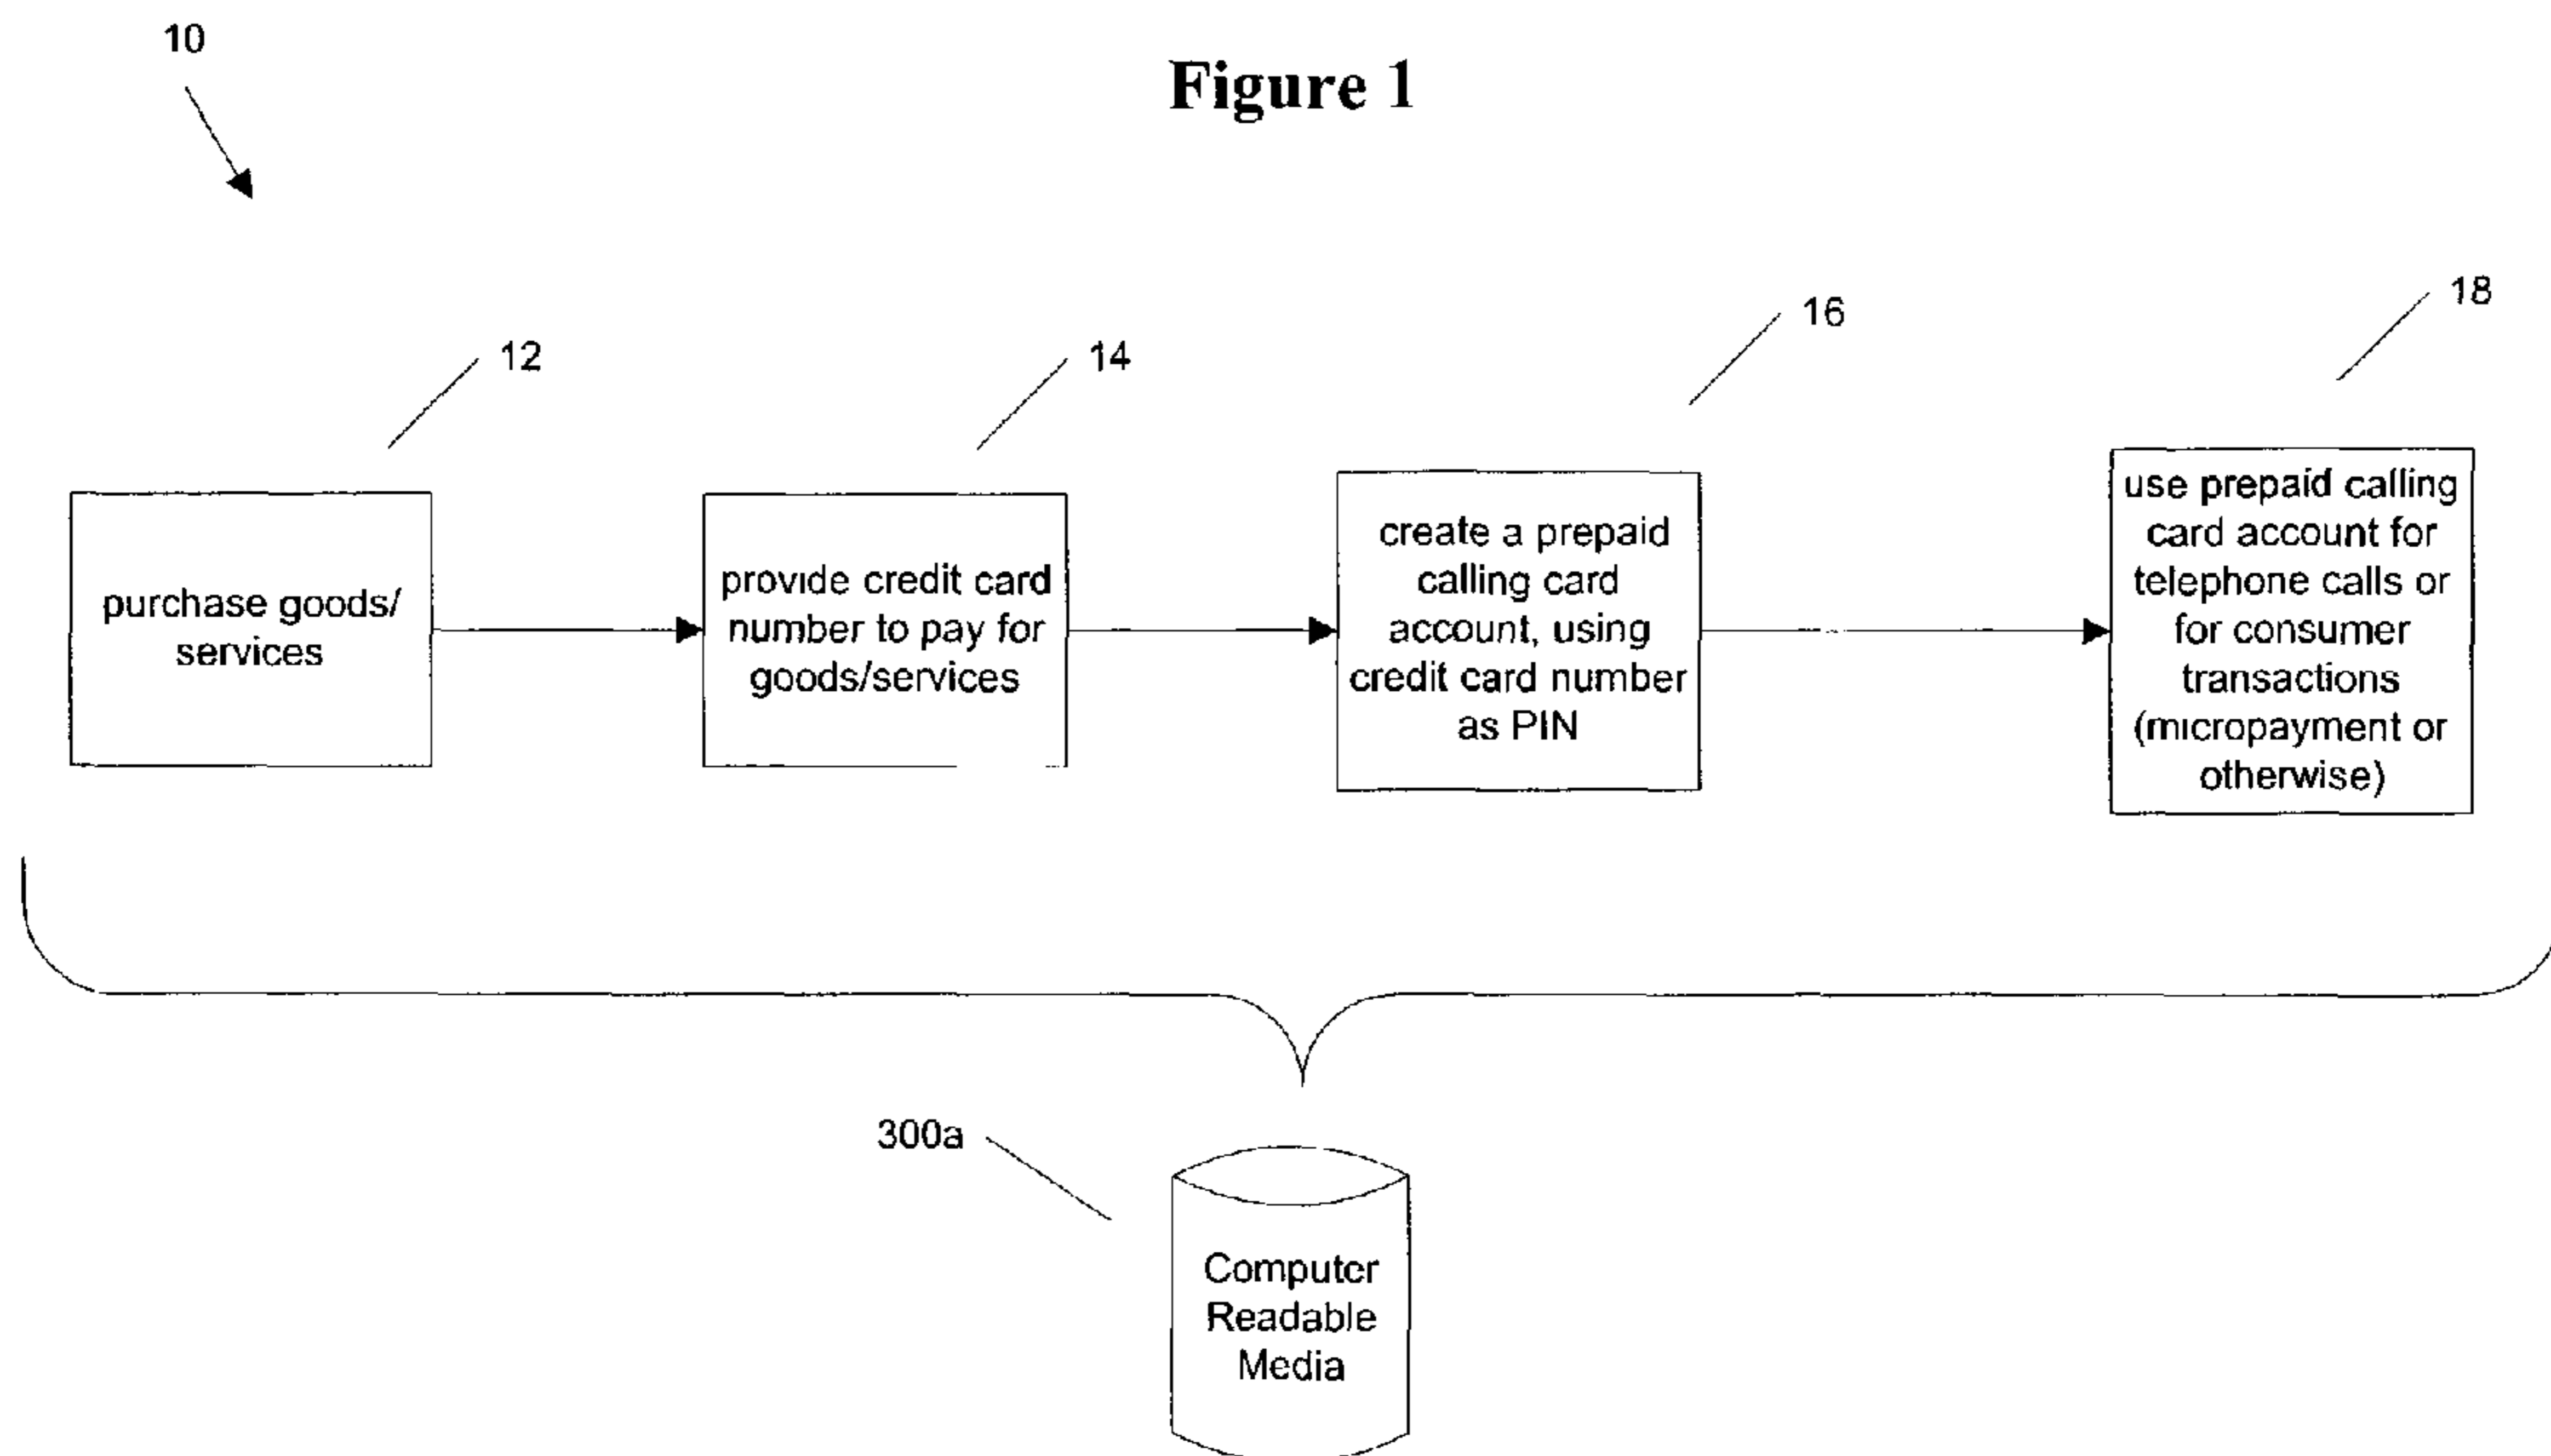 10
Figure 1
12
14
16
18
purchase goods/
services
provide credit card
number to pay for
goods/services
create a prepaid
calling card
account, using
credit card number
as PIN
use prepaid calling
card account for
telephone calls or
for consumer
transactions
(micropayment or
otherwise)
300a
Computer
Readable
Media